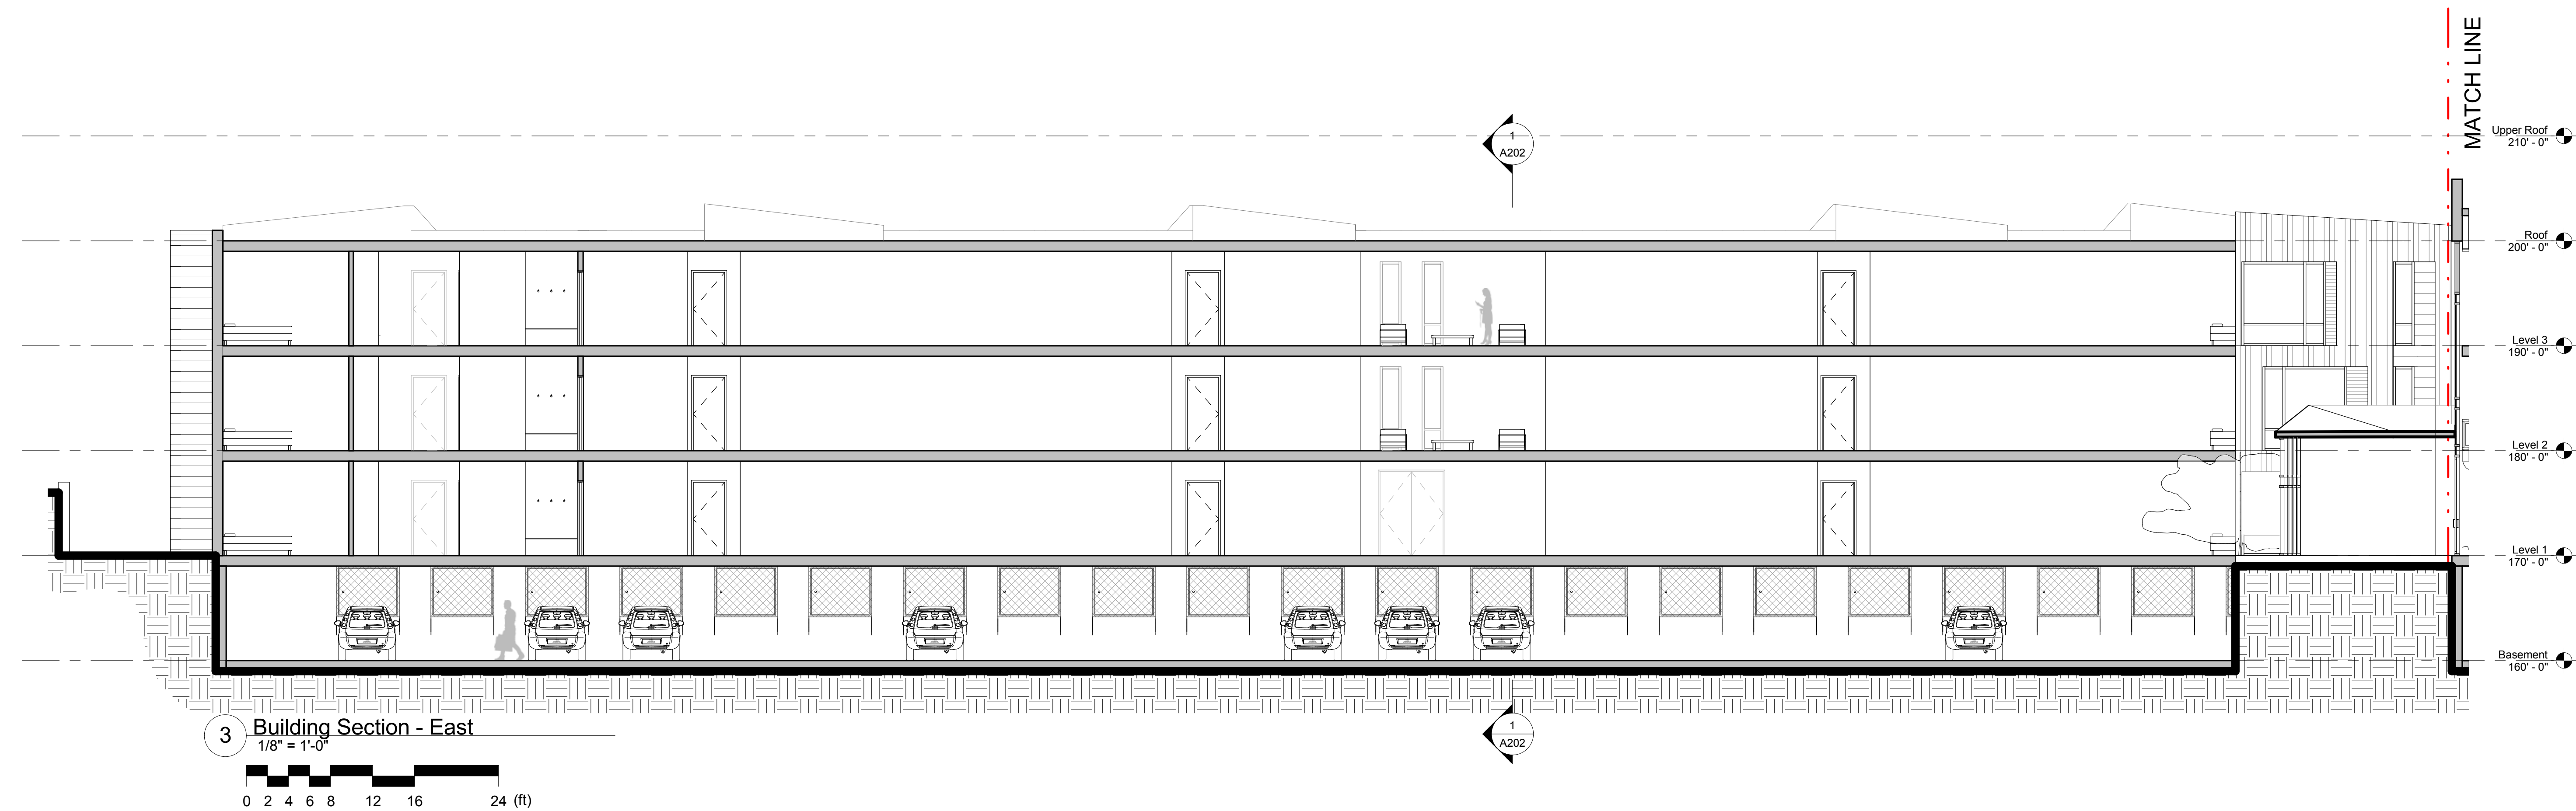 MATCH LINE
1
A202
Upper Roof
210' - 0"
Roof
200' - 0"
Level 3
190' - 0"
Level 2
180' - 0"
Level 1
170' - 0"
Basement
160' - 0"
1
A202
3
Building Section - East
1/8" = 1'-0"
0 2 4 6 8 12 16 24 (ft)